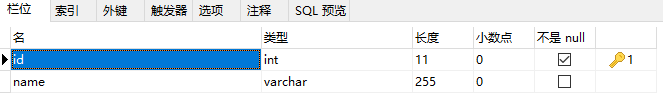 栏位 索引 外键 触发器 选项 注释 SQL 预览
名 类型 长度 小数点 不是 null
id int 11 0 1
name varchar 255 0